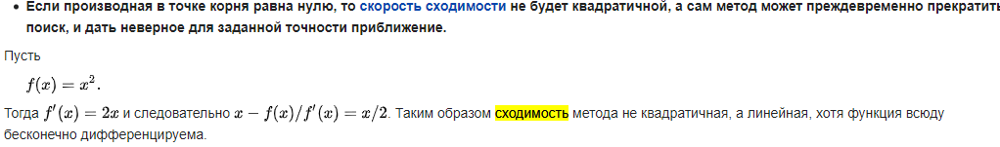 • Если производная в точке корня равна нулю, то скорость сходимости не будет квадратичной, а сам метод может преждевременно прекратить
поиск, и дать неверное для заданной точности приближение.
Пусть
f(x) = x².
Тогда f′(x) = 2x и следовательно x − f(x)/f′(x) = x/2. Таким образом сходимость метода не квадратичная, а линейная, хотя функция всюду
бесконечно дифференцируема.